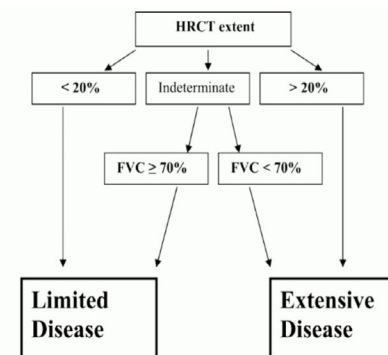 HRCT extent
< 20%
Indeterminate
> 20%
FVC ≥ 70%
FVC < 70%
Limited
Disease
Extensive
Disease